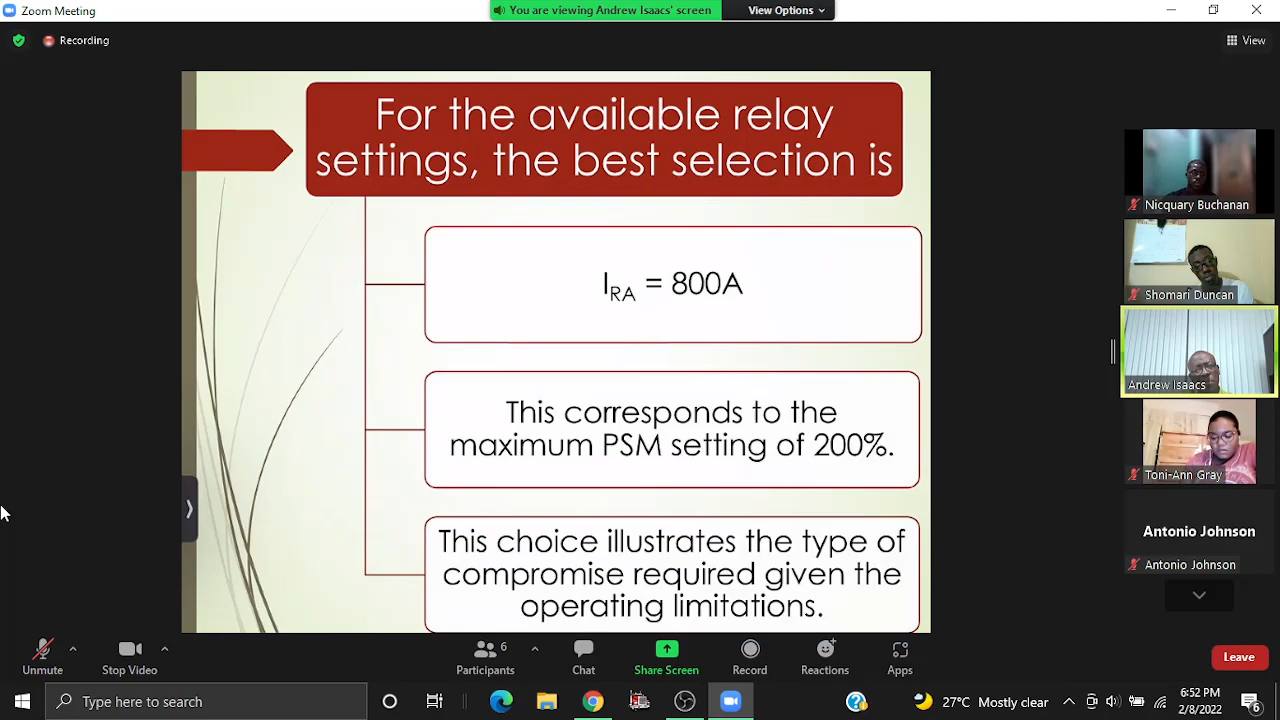 Zoom Meeting
You are viewing Andrew Isaacs' screen
View Options
Recording
View
For the available relay
settings, the best selection is
I_RA = 800A
This corresponds to the
maximum PSM setting of 200%.
This choice illustrates the type of
compromise required given the
operating limitations.
Nicquary Buchanan
Shomari Duncan
Andrew Isaacs
Toni-Ann Gray
Antonio Johnson
Antonio Johnson
Unmute
Stop Video
Participants
6
Chat
Share Screen
Record
Reactions
Apps
Leave
Type here to search
27°C Mostly clear
6:52 PM
2/8/2022
6